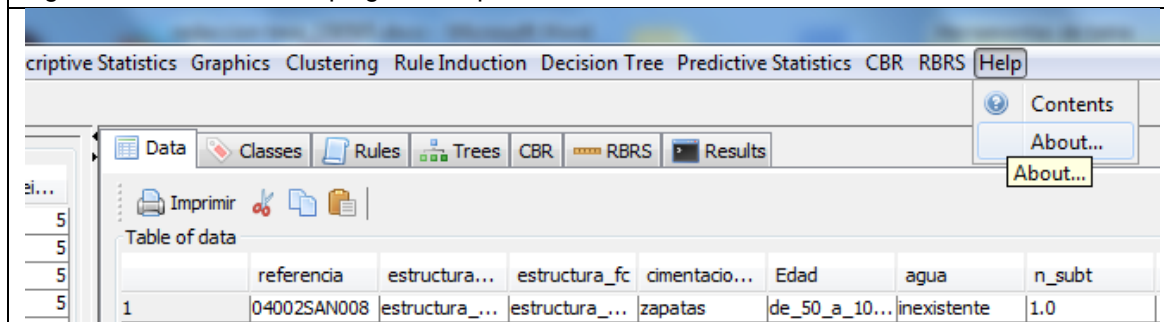 criptive Statistics Graphics Clustering Rule Induction Decision Tree Predictive Statistics CBR RBRS Help
Contents
About...
About...
Data Classes Rules Trees CBR RBRS Results
ei...
Imprimir
5
Table of data
5
referencia estructura... estructura_fc cimentacio... Edad agua n_subt
5
5
1 04002SAN008 estructura_... estructura_... zapatas de_50_a_10... inexistente 1.0